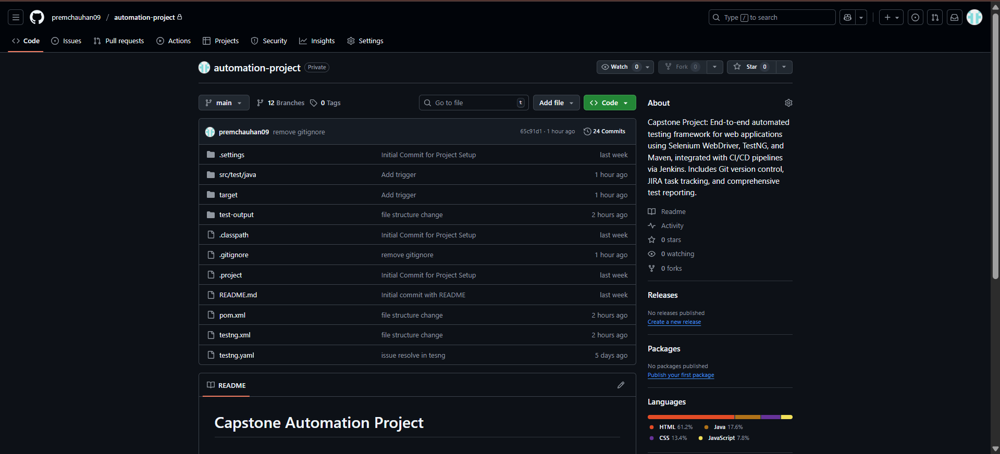 premchauhan09 / automation-project
Type / to search
Code Issues Pull requests Actions Projects Security Insights Settings
automation-project Private
Watch 0 Fork 0 Star 0
main 12 Branches 0 Tags
Go to file t
Add file
Code
premchauhan09 remove gitignore 65c91d1 · 1 hour ago 24 Commits
.settings Initial Commit for Project Setup last week
src/test/java Add trigger 1 hour ago
target Add trigger 1 hour ago
test-output file structure change 2 hours ago
.classpath Initial Commit for Project Setup last week
.gitignore remove gitignore 1 hour ago
.project Initial Commit for Project Setup last week
README.md Initial commit with README last week
pom.xml file structure change 2 hours ago
testng.xml file structure change 2 hours ago
testng.yaml issue resolve in tesng 5 days ago
README
Capstone Automation Project
About
Capstone Project: End-to-end automated
testing framework for web applications
using Selenium WebDriver, TestNG, and
Maven, integrated with CI/CD pipelines
via Jenkins. Includes Git version control,
JIRA task tracking, and comprehensive
test reporting.
Readme
Activity
0 stars
0 watching
0 forks
Releases
No releases published
Create a new release
Packages
No packages published
Publish your first package
Languages
HTML 61.2% Java 17.6%
CSS 13.4% JavaScript 7.8%